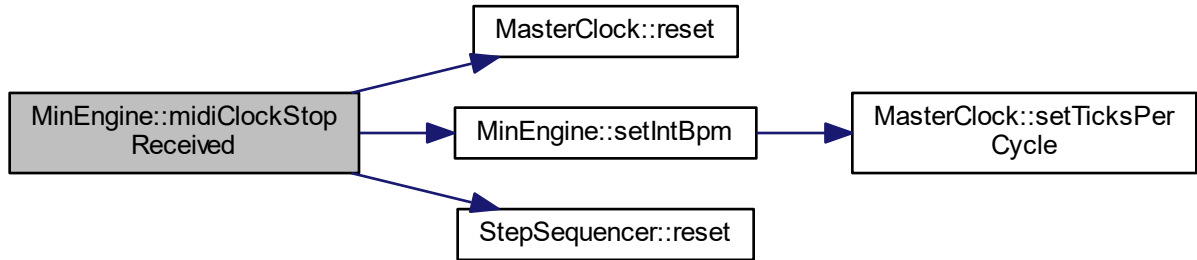 MasterClock::reset
MinEngine::midiClockStop
Received
MinEngine::setIntBpm
MasterClock::setTicksPer
Cycle
StepSequencer::reset